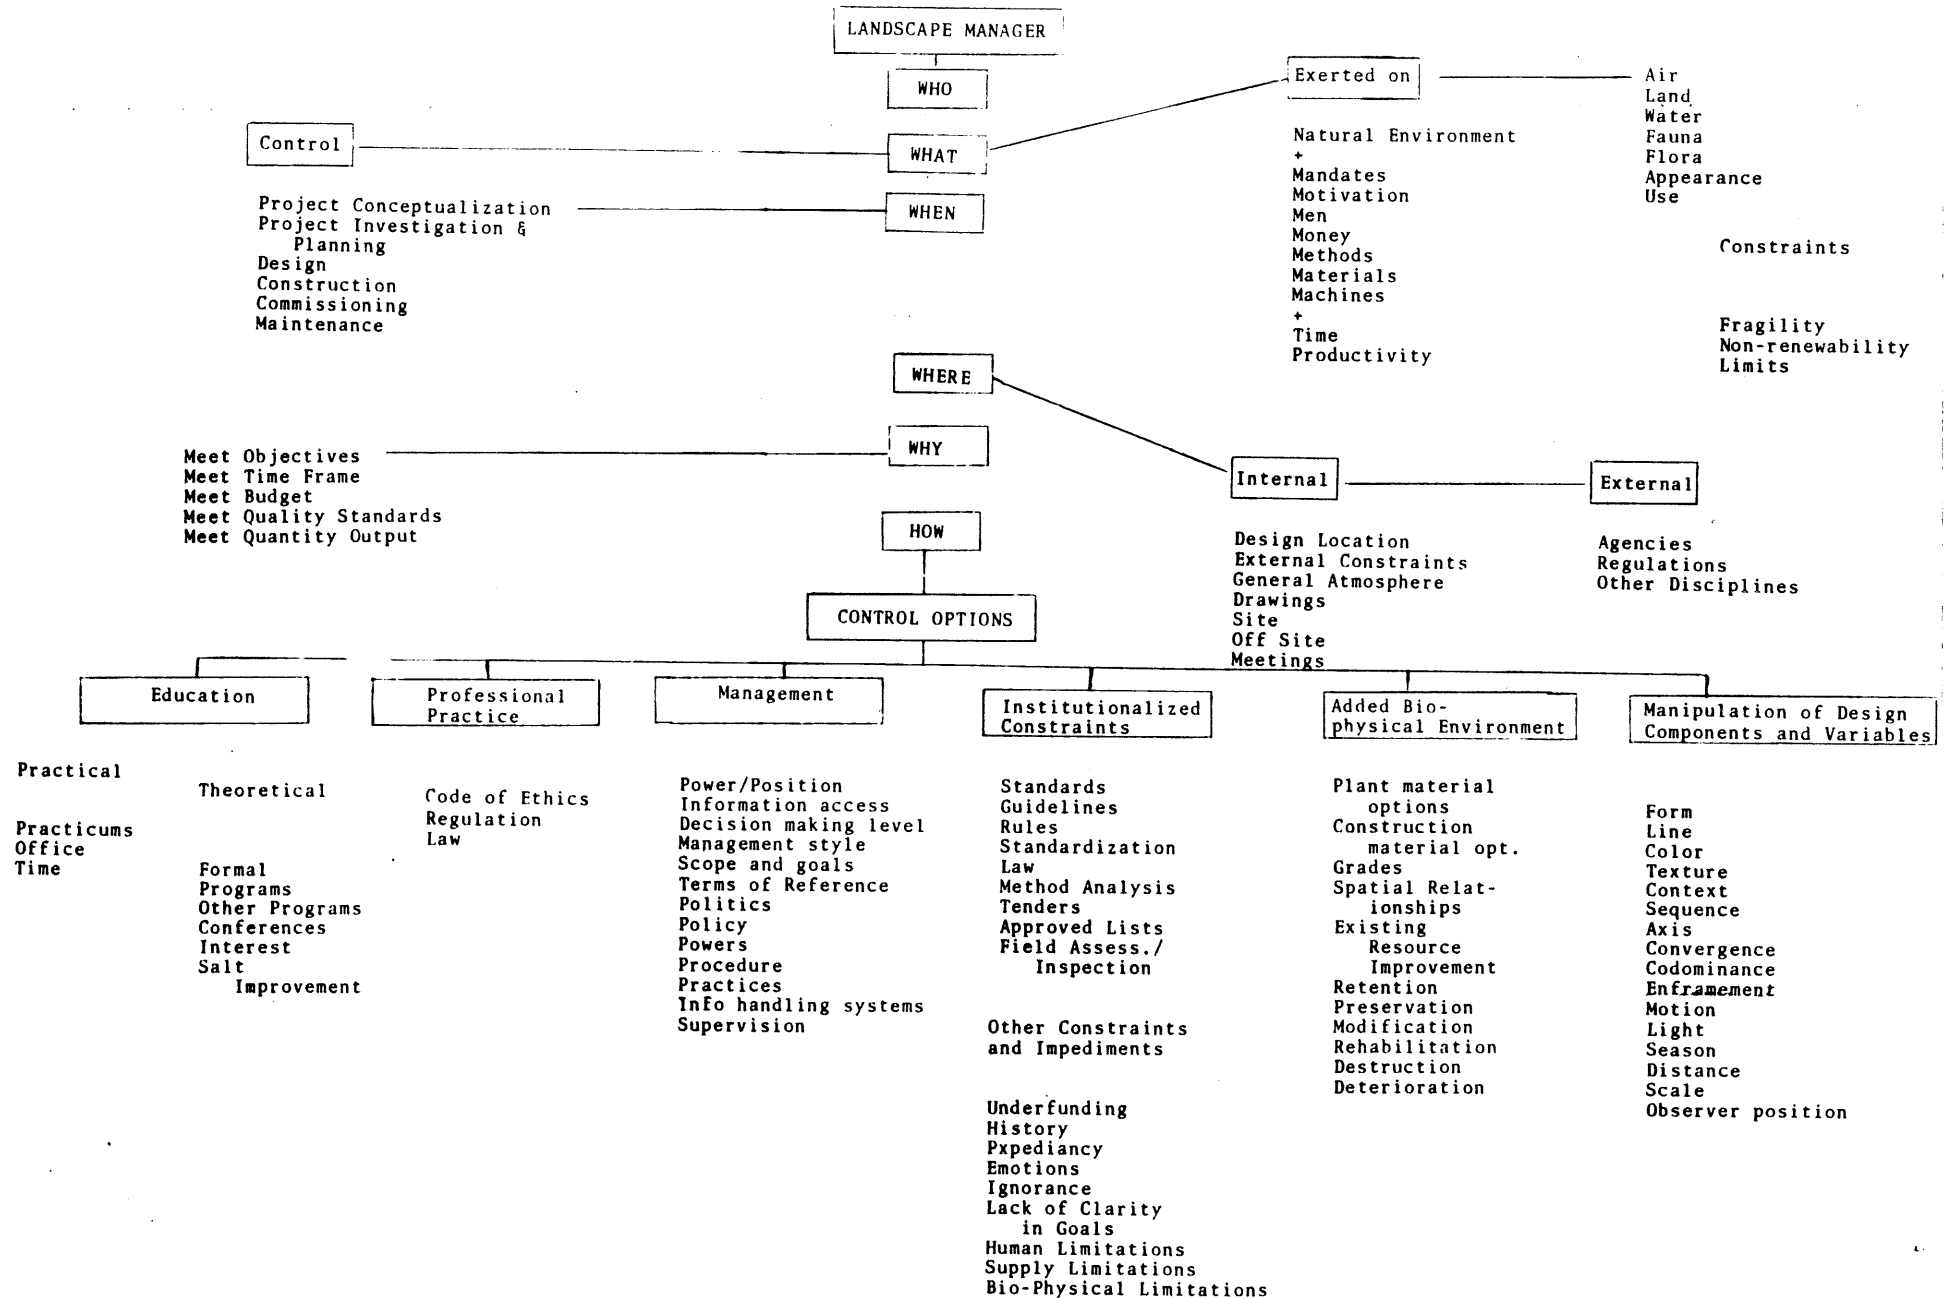 LANDSCAPE MANAGER
WHO
Exerted on
Air
Land
Water
Fauna
Flora
Appearance
Use
Control
WHAT
Natural Environment
+
Mandates
Motivation
Men
Money
Methods
Materials
Machines
+
Time
Productivity
Constraints
Fragility
Non-renewability
Limits
Project Conceptualization
Project Investigation &
Planning
Design
Construction
Commissioning
Maintenance
WHEN
WHERE
WHY
Meet Objectives
Meet Time Frame
Meet Budget
Meet Quality Standards
Meet Quantity Output
Internal
External
Design Location
External Constraints
General Atmosphere
Drawings
Site
Off Site
Meetings
Agencies
Regulations
Other Disciplines
HOW
CONTROL OPTIONS
Education
Practical
Practicums
Office
Time
Theoretical
Formal
Programs
Other Programs
Conferences
Interest
Salt
Improvement
Professional
Practice
Code of Ethics
Regulation
Law
Management
Power/Position
Information access
Decision making level
Management style
Scope and goals
Terms of Reference
Politics
Policy
Powers
Procedure
Practices
Info handling systems
Supervision
Institutionalized
Constraints
Standards
Guidelines
Rules
Standardization
Law
Method Analysis
Tenders
Approved Lists
Field Assess./
Inspection
Other Constraints
and Impediments
Underfunding
History
Pxpediancy
Emotions
Ignorance
Lack of Clarity
in Goals
Human Limitations
Supply Limitations
Bio-Physical Limitations
Added Bio-
physical Environment
Plant material
options
Construction
material opt.
Grades
Spatial Relat-
ionships
Existing
Resource
Improvement
Retention
Preservation
Modification
Rehabilitation
Destruction
Deterioration
Manipulation of Design
Components and Variables
Form
Line
Color
Texture
Context
Sequence
Axis
Convergence
Codominance
Enframement
Motion
Light
Season
Distance
Scale
Observer position